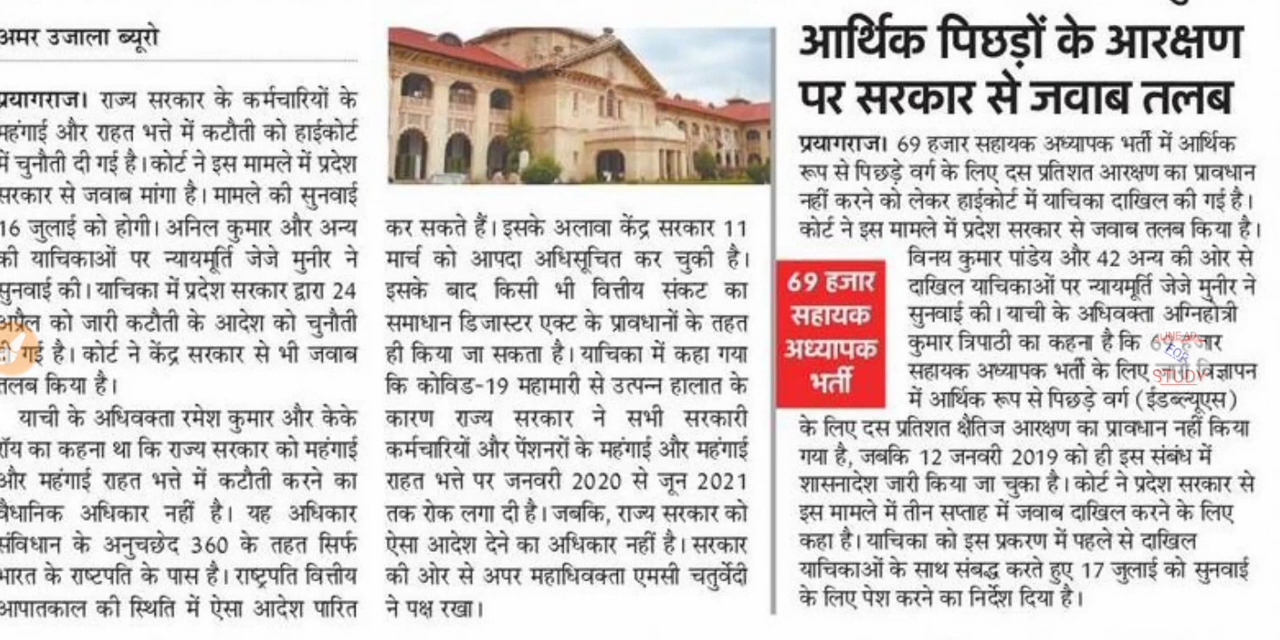 अमर उजाला ब्यूरो
प्रयागराज। राज्य सरकार के कर्मचारियों के
महंगाई और राहत भत्ते में कटौती को हाईकोर्ट
में चुनौती दी गई है। कोर्ट ने इस मामले में प्रदेश
सरकार से जवाब मांगा है। मामले की सुनवाई
16 जुलाई को होगी। अनिल कुमार और अन्य
की याचिकाओं पर न्यायमूर्ति जेजे मुनीर ने
सुनवाई की। याचिका में प्रदेश सरकार द्वारा 24
अप्रैल को जारी कटौती के आदेश को चुनौती
दी गई है। कोर्ट ने केंद्र सरकार से भी जवाब
तलब किया है।
याची के अधिवक्ता रमेश कुमार और केके
रॉय का कहना था कि राज्य सरकार को महंगाई
और महंगाई राहत भत्ते में कटौती करने का
वैधानिक अधिकार नहीं है। यह अधिकार
संविधान के अनुचछेद 360 के तहत सिर्फ
भारत के राष्टपति के पास है। राष्ट्रपति वित्तीय
आपातकाल की स्थिति में ऐसा आदेश पारित
कर सकते हैं। इसके अलावा केंद्र सरकार 11
मार्च को आपदा अधिसूचित कर चुकी है।
इसके बाद किसी भी वित्तीय संकट का
समाधान डिजास्टर एक्ट के प्रावधानों के तहत
ही किया जा सकता है। याचिका में कहा गया
कि कोविड-19 महामारी से उत्पन्न हालात के
कारण राज्य सरकार ने सभी सरकारी
कर्मचारियों और पेंशनरों के महंगाई और महंगाई
राहत भत्ते पर जनवरी 2020 से जून 2021
तक रोक लगा दी है। जबकि, राज्य सरकार को
ऐसा आदेश देने का अधिकार नहीं है। सरकार
की ओर से अपर महाधिवक्ता एमसी चतुर्वेदी
ने पक्ष रखा।
आर्थिक पिछड़ों के आरक्षण
पर सरकार से जवाब तलब
प्रयागराज। 69 हजार सहायक अध्यापक भर्ती में आर्थिक
रूप से पिछड़े वर्ग के लिए दस प्रतिशत आरक्षण का प्रावधान
नहीं करने को लेकर हाईकोर्ट में याचिका दाखिल की गई है।
कोर्ट ने इस मामले में प्रदेश सरकार से जवाब तलब किया है।
विनय कुमार पांडेय और 42 अन्य की ओर से
दाखिल याचिकाओं पर न्यायमूर्ति जेजे मुनीर ने
सुनवाई की। याची के अधिवक्ता अग्निहोत्री
कुमार त्रिपाठी का कहना है कि
सहायक अध्यापक भर्ती के लिए विज्ञापन
में आर्थिक रूप से पिछड़े वर्ग (ईडब्ल्यूएस)
के लिए दस प्रतिशत क्षैतिज आरक्षण का प्रावधान नहीं किया
गया है, जबकि 12 जनवरी 2019 को ही इस संबंध में
शासनादेश जारी किया जा चुका है। कोर्ट ने प्रदेश सरकार से
इस मामले में तीन सप्ताह में जवाब दाखिल करने के लिए
कहा है। याचिका को इस प्रकरण में पहले से दाखिल
याचिकाओं के साथ संबद्ध करते हुए 17 जुलाई को सुनवाई
के लिए पेश करने का निर्देश दिया है।
69 हजार
सहायक
अध्यापक
भर्ती
FOR
STUDY